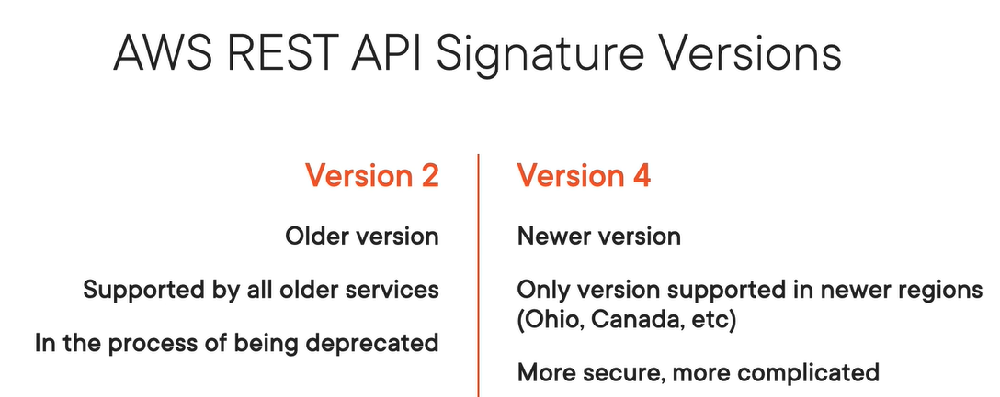 AWS REST API Signature Versions
Version 2
Older version
Supported by all older services
In the process of being deprecated
Version 4
Newer version
Only version supported in newer regions
(Ohio, Canada, etc)
More secure, more complicated